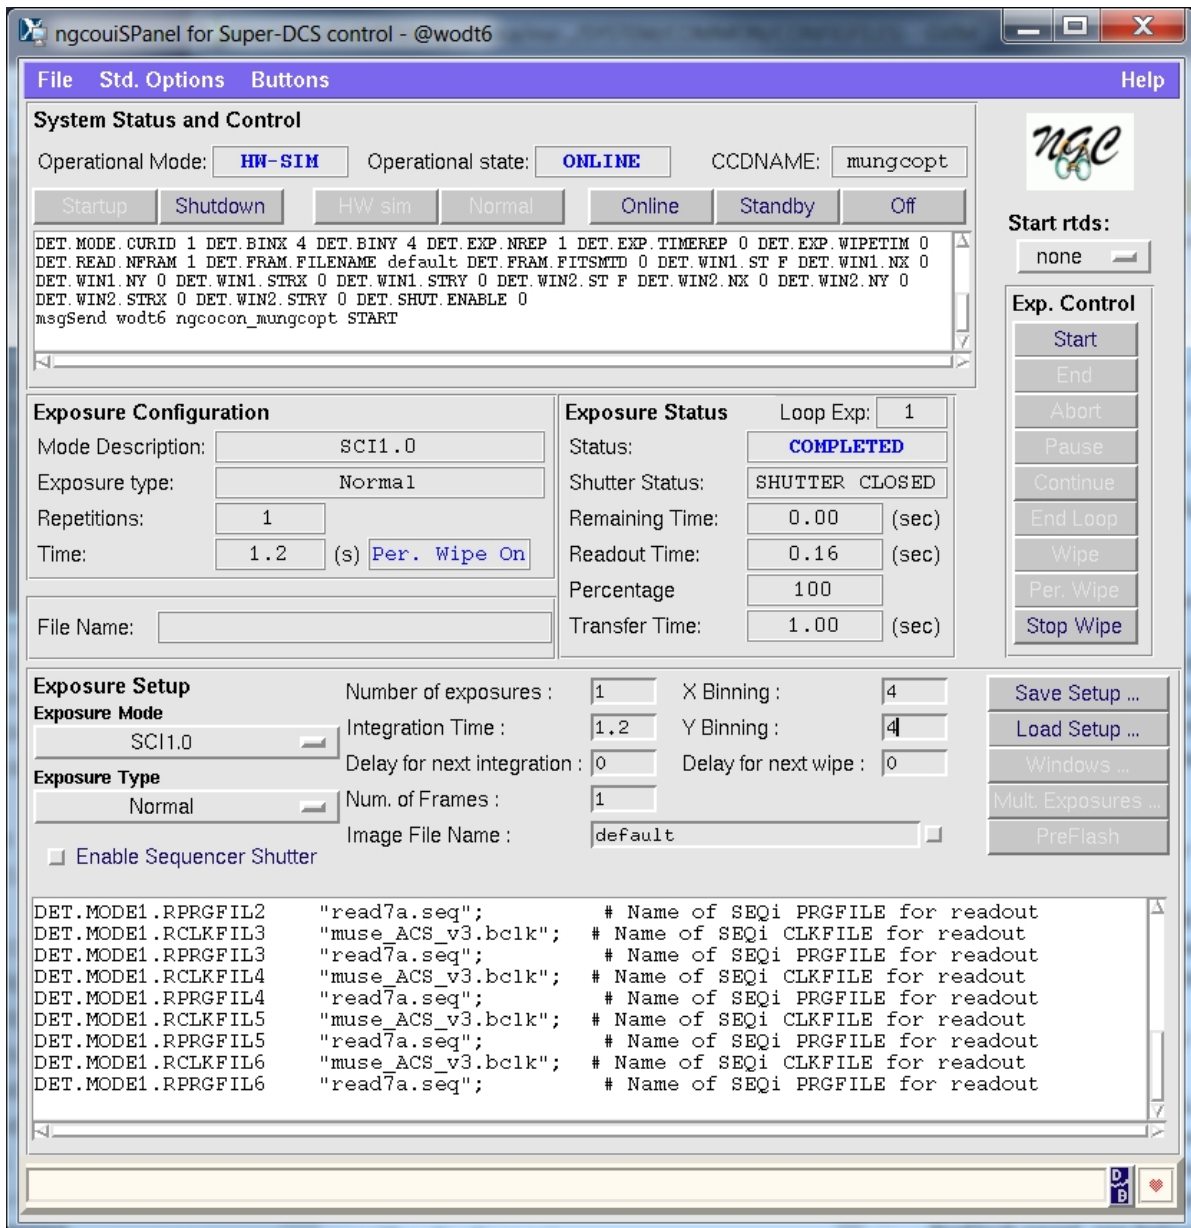 ngcouiSPanel for Super-DCS control - @wodt6
File Std. Options Buttons Help
System Status and Control
Operational Mode: HW-SIM Operational state: ONLINE CCDNAME: mungcopt
Startup Shutdown HW sim Normal Online Standby Off
DET.MODE.CURID 1 DET.BINX 4 DET.BINY 4 DET.EXP.NREP 1 DET.EXP.TIMEREP 0 DET.EXP.WIPETIM 0
DET.READ.NFRAM 1 DET.FRAM.FILENAME default DET.FRAM.FITSMTD 0 DET.WIN1.ST F DET.WIN1.NX 0
DET.WIN1.NY 0 DET.WIN1.STRX 0 DET.WIN1.STRY 0 DET.WIN2.ST F DET.WIN2.NX 0 DET.WIN2.NY 0
DET.WIN2.STRX 0 DET.WIN2.STRY 0 DET.SHUT.ENABLE 0
msgSend wodt6 ngcocon_mungcopt START
NGC
Start rtds:
none
Exp. Control
Start
End
Abort
Pause
Continue
End Loop
Wipe
Per. Wipe
Stop Wipe
Exposure Configuration
Mode Description: SCI1.0
Exposure type: Normal
Repetitions: 1
Time: 1.2 (s) Per. Wipe On
File Name:
Exposure Status Loop Exp: 1
Status: COMPLETED
Shutter Status: SHUTTER CLOSED
Remaining Time: 0.00 (sec)
Readout Time: 0.16 (sec)
Percentage 100
Transfer Time: 1.00 (sec)
Exposure Setup
Exposure Mode
SCI1.0
Exposure Type
Normal
Enable Sequencer Shutter
Number of exposures : 1 X Binning : 4
Integration Time : 1.2 Y Binning : 4
Delay for next integration : 0 Delay for next wipe : 0
Num. of Frames : 1
Image File Name : default
Save Setup ...
Load Setup ...
Windows ...
Mult. Exposures ...
PreFlash
DET.MODE1.RPRGFIL2 "read7a.seq"; # Name of SEQi PRGFILE for readout
DET.MODE1.RCLKFIL3 "muse_ACS_v3.bclk"; # Name of SEQi CLKFILE for readout
DET.MODE1.RPRGFIL3 "read7a.seq"; # Name of SEQi PRGFILE for readout
DET.MODE1.RCLKFIL4 "muse_ACS_v3.bclk"; # Name of SEQi CLKFILE for readout
DET.MODE1.RPRGFIL4 "read7a.seq"; # Name of SEQi PRGFILE for readout
DET.MODE1.RCLKFIL5 "muse_ACS_v3.bclk"; # Name of SEQi CLKFILE for readout
DET.MODE1.RPRGFIL5 "read7a.seq"; # Name of SEQi PRGFILE for readout
DET.MODE1.RCLKFIL6 "muse_ACS_v3.bclk"; # Name of SEQi CLKFILE for readout
DET.MODE1.RPRGFIL6 "read7a.seq"; # Name of SEQi PRGFILE for readout
D
B